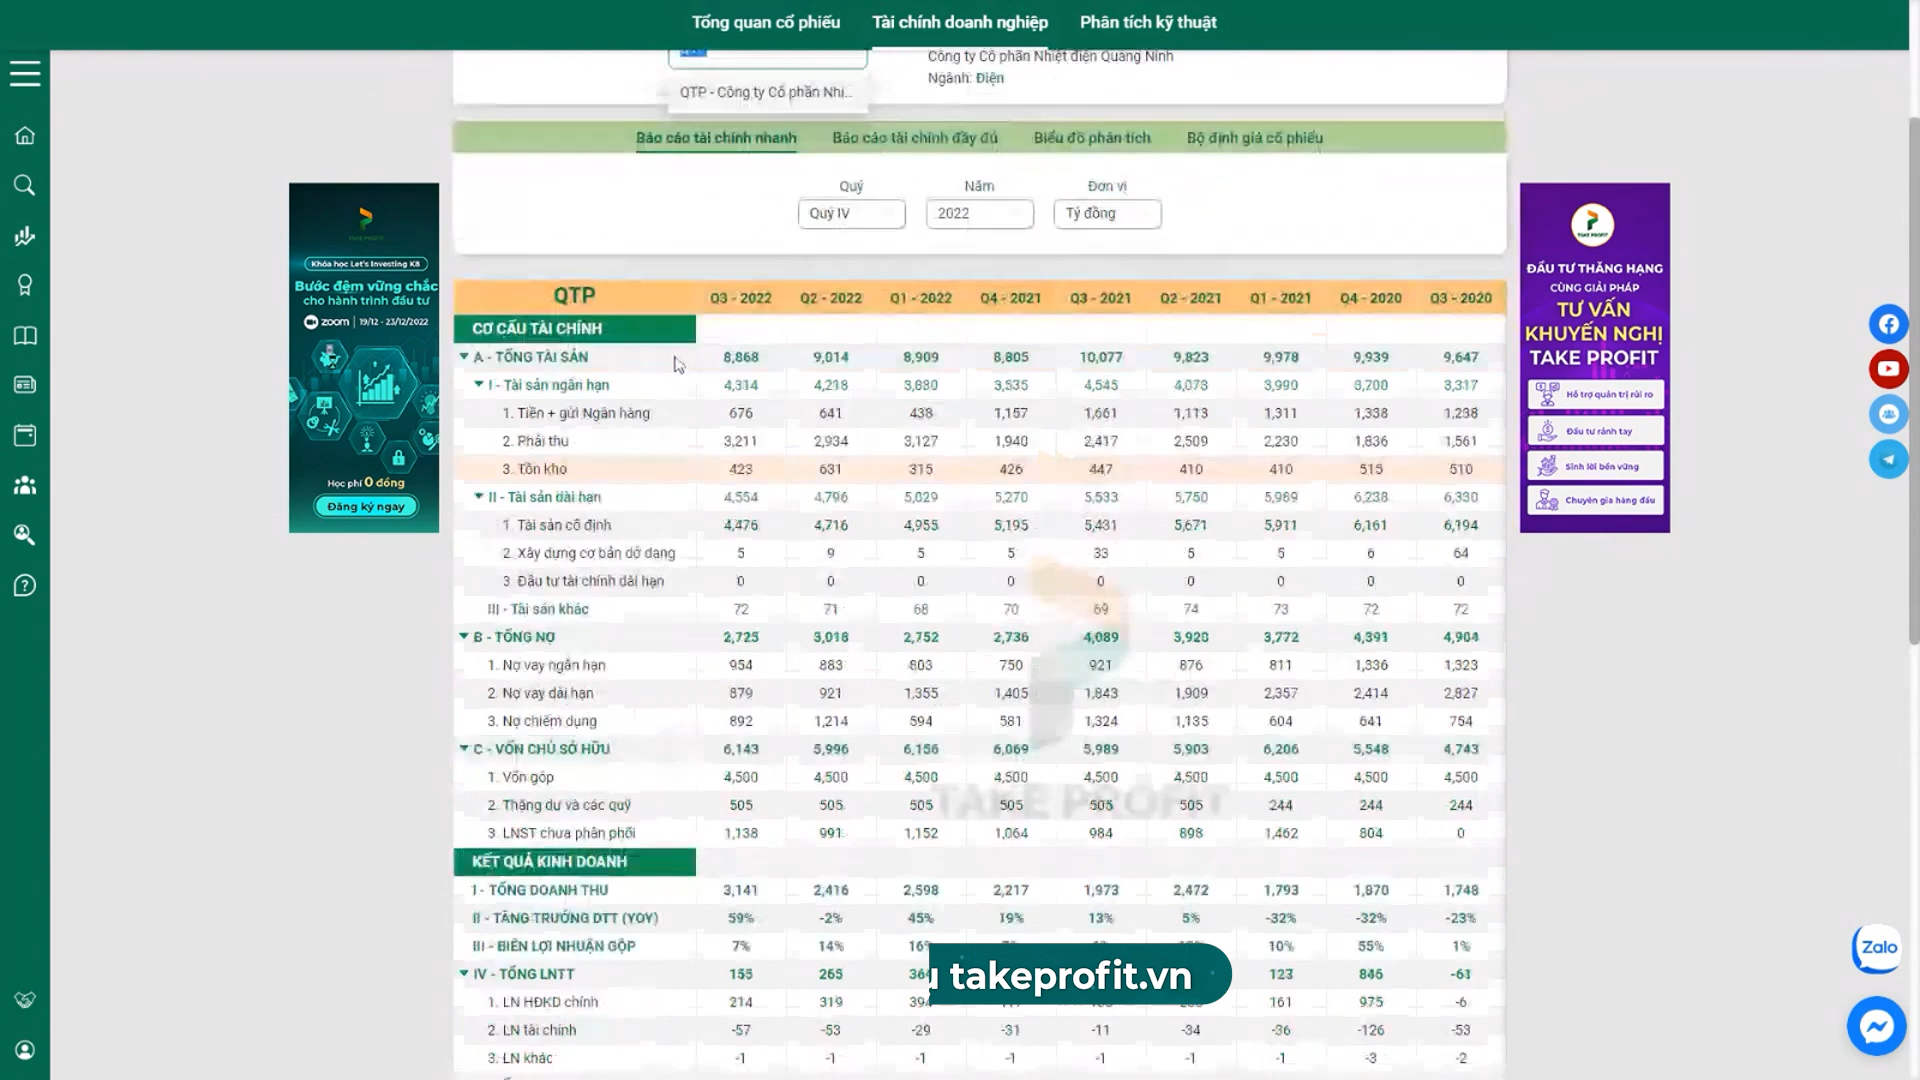 Tổng quan cổ phiếu Tài chính doanh nghiệp Phân tích kỹ thuật
Công ty Cổ phần Nhiệt điện Quảng Ninh
Ngành: Điện
QTP - Công ty Cổ phần Nhi...
Báo cáo tài chính nhanh Báo cáo tài chính đầy đủ Biểu đồ phân tích Bộ định giá cổ phiếu
Quý Năm Đơn vị
Quý IV 2022 Tỷ đồng
QTP Q3 - 2022 Q2 - 2022 Q1 - 2022 Q4 - 2021 Q3 - 2021 Q2 - 2021 Q1 - 2021 Q4 - 2020 Q3 - 2020
CƠ CẤU TÀI CHÍNH
A - TỔNG TÀI SẢN 8,868 9,014 8,909 8,805 10,077 9,823 9,978 9,939 9,647
I - Tài sản ngắn hạn 4,314 4,218 3,880 3,535 4,545 4,073 3,990 3,700 3,317
1. Tiền + gửi Ngân hàng 676 641 438 1,157 1,661 1,113 1,311 1,338 1,238
2. Phải thu 3,211 2,934 3,127 1,940 2,417 2,509 2,230 1,836 1,561
3. Tồn kho 423 631 315 426 447 410 410 515 510
II - Tài sản dài hạn 4,554 4,796 5,029 5,270 5,533 5,750 5,989 6,238 6,330
1. Tài sản cố định 4,476 4,716 4,955 5,195 5,431 5,671 5,911 6,161 6,194
2. Xây dựng cơ bản dở dang 5 9 5 5 33 5 5 6 64
3. Đầu tư tài chính dài hạn 0 0 0 0 0 0 0 0 0
III - Tài sản khác 72 71 68 70 69 74 73 72 72
B - TỔNG NỢ 2,725 3,018 2,752 2,736 4,089 3,920 3,772 4,391 4,904
1. Nợ vay ngắn hạn 954 883 803 750 921 876 811 1,336 1,323
2. Nợ vay dài hạn 879 921 1,355 1,405 1,843 1,909 2,357 2,414 2,827
3. Nợ chiếm dụng 892 1,214 594 581 1,324 1,135 604 641 754
C - VỐN CHỦ SỞ HỮU 6,143 5,996 6,156 6,069 5,989 5,903 6,206 5,548 4,743
1. Vốn góp 4,500 4,500 4,500 4,500 4,500 4,500 4,500 4,500 4,500
2. Thặng dư và các quỹ 505 505 505 505 505 505 244 244 244
3. LNST chưa phân phối 1,138 991 1,152 1,064 984 898 1,462 804 0
TAKE PROFIT
KẾT QUẢ KINH DOANH
I - TỔNG DOANH THU 3,141 2,416 2,598 2,217 1,973 2,472 1,793 1,870 1,748
II - TĂNG TRƯỞNG DTT (YOY) 59% -2% 45% 19% 13% 5% -32% -32% -23%
III - BIÊN LỢI NHUẬN GỘP 7% 14% 16% 10% 55% 1%
IV - TỔNG LNTT 155 265 123 846 -61
1. LN HĐKD chính 214 319 161 975 -6
2. LN tài chính -57 -53 -29 -31 -11 -34 -36 -126 -53
3. LN khác -1 -1 -1 -1 -1 -1 -1 -3 -2
takeprofit.vn
TAKE PROFIT
Khóa học Let's Investing K8
Bước đệm vững chắc
cho hành trình đầu tư
zoom | 19/12 - 23/12/2022
Học phí 0 đồng
Đăng ký ngay
TAKE PROFIT
ĐẦU TƯ THĂNG HẠNG
CÙNG GIẢI PHÁP
TƯ VẤN
KHUYẾN NGHỊ
TAKE PROFIT
Hỗ trợ quản trị rủi ro
Đầu tư rảnh tay
Sinh lời bền vững
Chuyên gia hàng đầu
Zalo